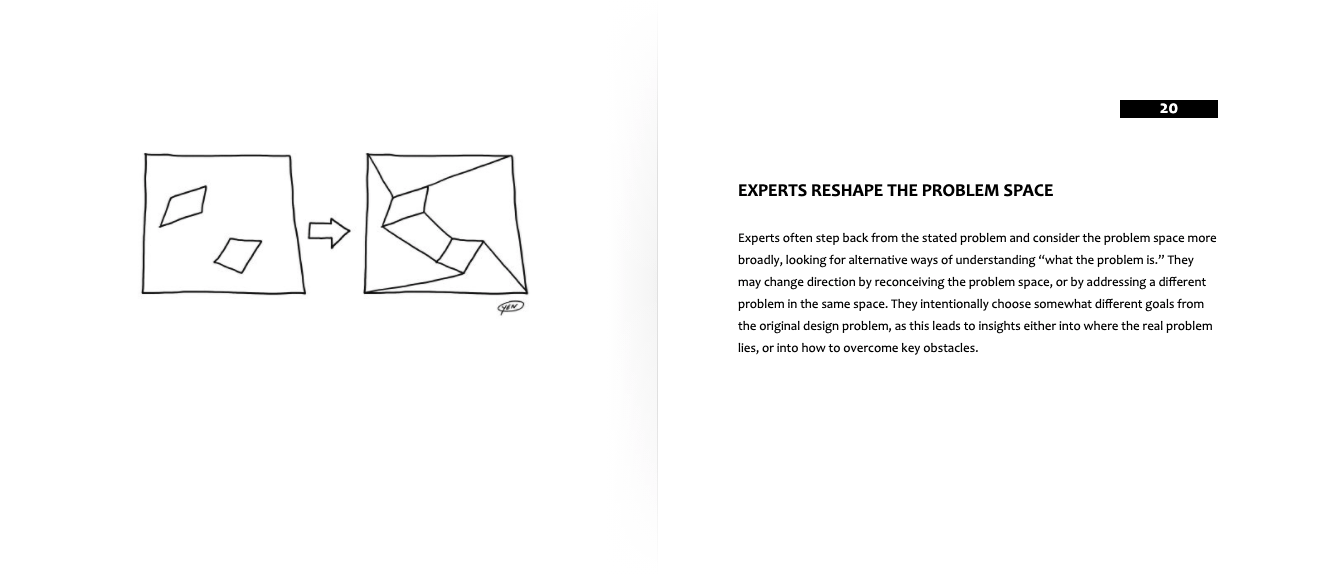 YEN
20
EXPERTS RESHAPE THE PROBLEM SPACE
Experts often step back from the stated problem and consider the problem space more
broadly, looking for alternative ways of understanding “what the problem is.” They
may change direction by reconceiving the problem space, or by addressing a different
problem in the same space. They intentionally choose somewhat different goals from
the original design problem, as this leads to insights either into where the real problem
lies, or into how to overcome key obstacles.